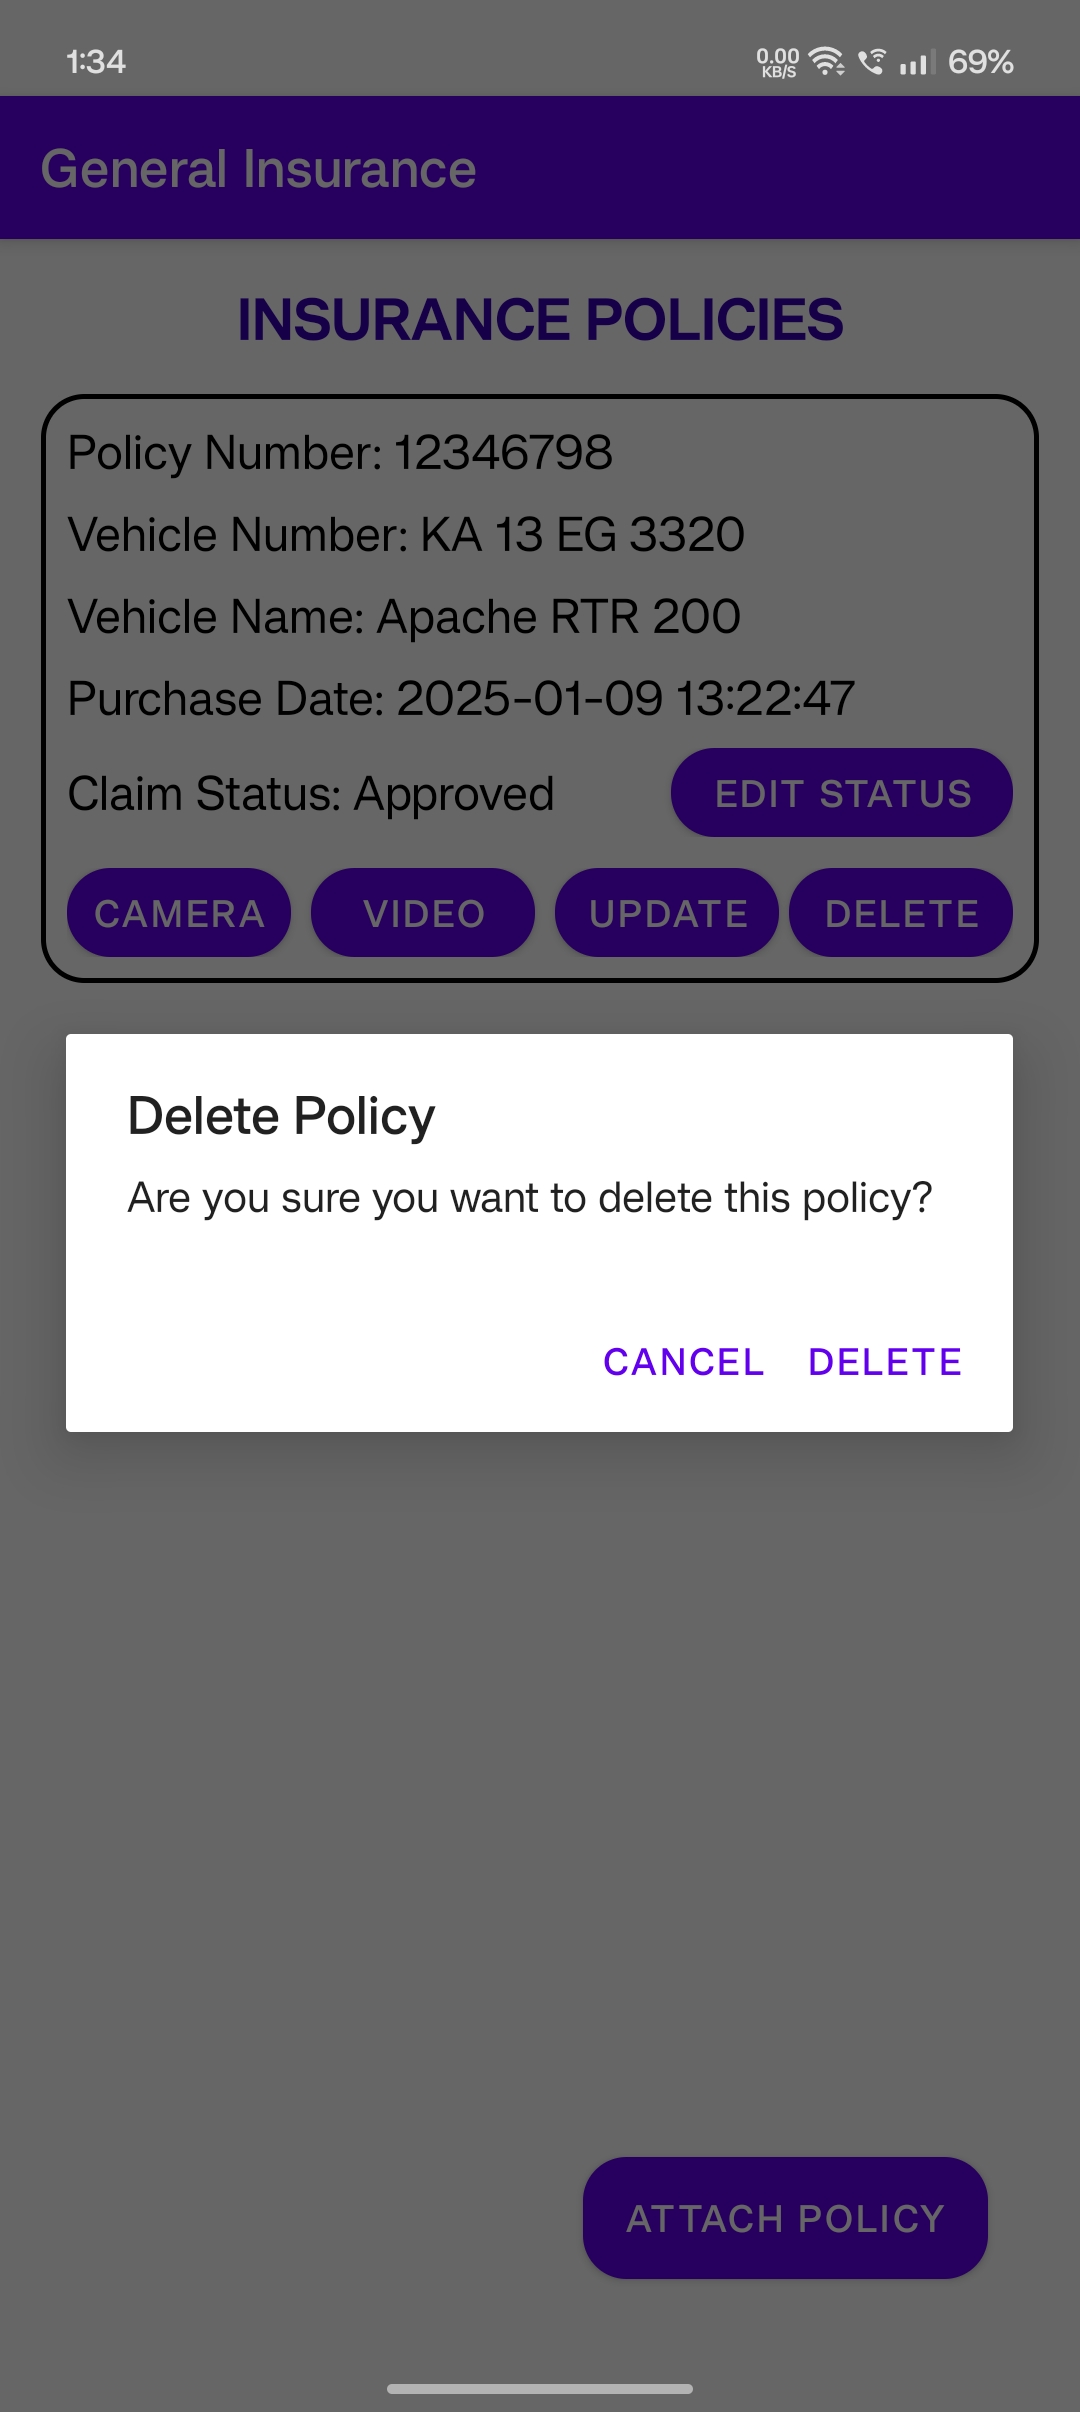 1:34
0.00 KB/S
69%
General Insurance
INSURANCE POLICIES
Policy Number: 12346798
Vehicle Number: KA 13 EG 3320
Vehicle Name: Apache RTR 200
Purchase Date: 2025-01-09 13:22:47
Claim Status: Approved
EDIT STATUS
CAMERA VIDEO UPDATE DELETE
Delete Policy
Are you sure you want to delete this policy?
CANCEL DELETE
ATTACH POLICY